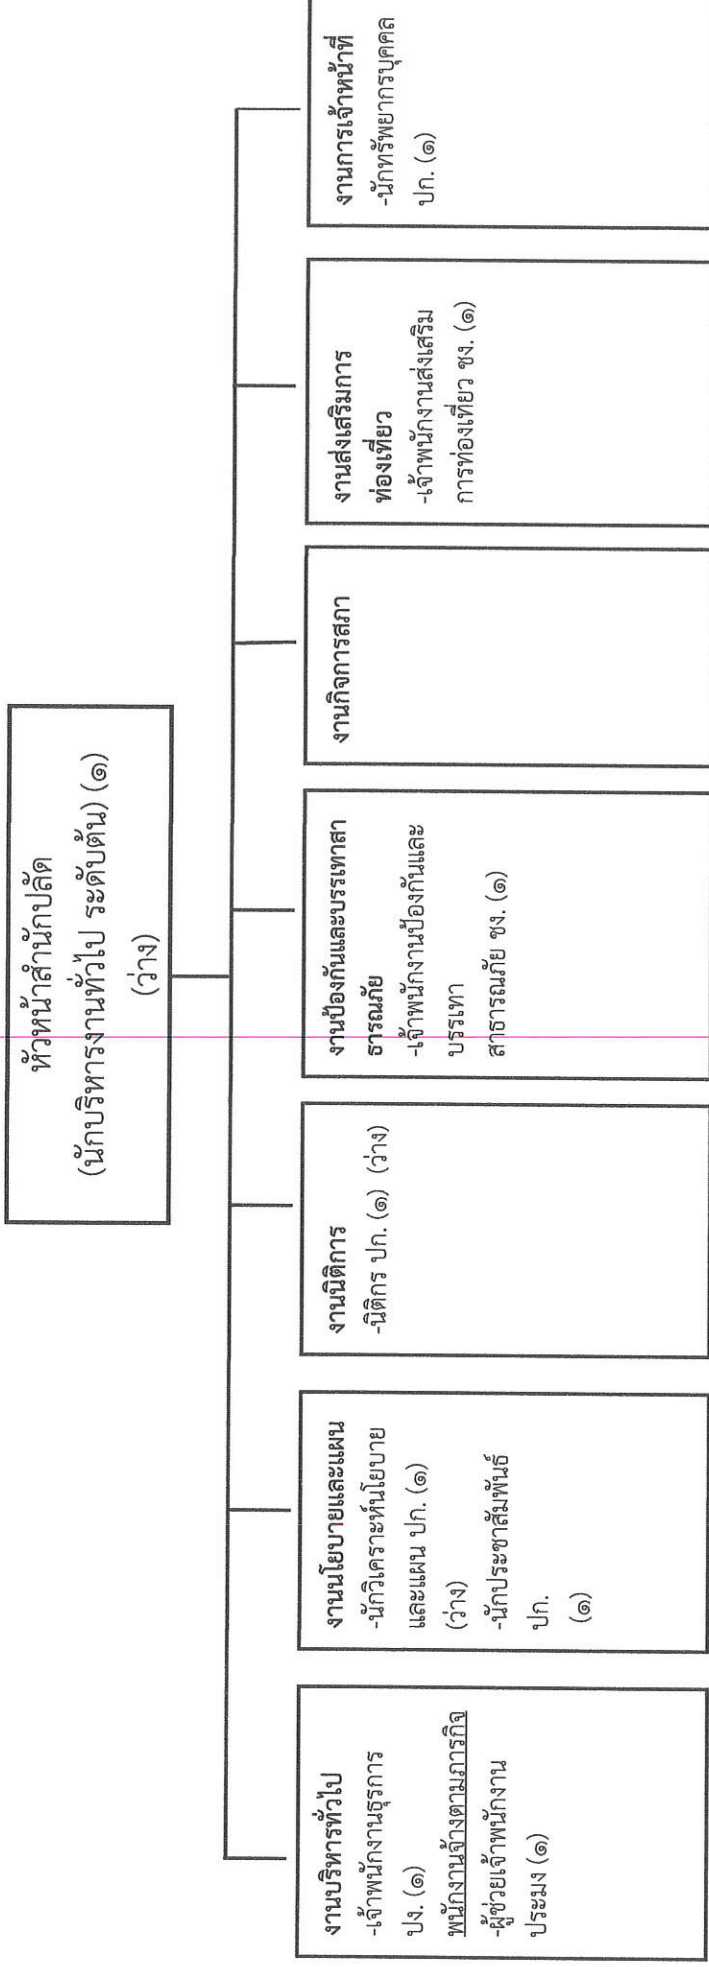 หัวหน้าสำนักปลัด
(นักบริหารงานทั่วไป ระดับต้น) (๑)
(ว่าง)
งานบริหารทั่วไป
-เจ้าพนักงานธุรการ
ปง. (๑)
พนักงานจ้างตามภารกิจ
-ผู้ช่วยเจ้าพนักงาน
ประมง (๑)
งานนโยบายและแผน
-นักวิเคราะห์นโยบาย
และแผน ปก. (๑)
(ว่าง)
-นักประชาสัมพันธ์
ปก.
(๑)
งานนิติการ
-นิติกร ปก. (๑) (ว่าง)
งานป้องกันและบรรเทาสา
ธารณภัย
-เจ้าพนักงานป้องกันและ
บรรเทา
สาธารณภัย ชง. (๑)
งานกิจการสภา
งานส่งเสริมการ
ท่องเที่ยว
-เจ้าพนักงานส่งเสริม
การท่องเที่ยว ชง. (๑)
งานการเจ้าหน้าที่
-นักทรัพยากรบุคคล
ปก. (๑)